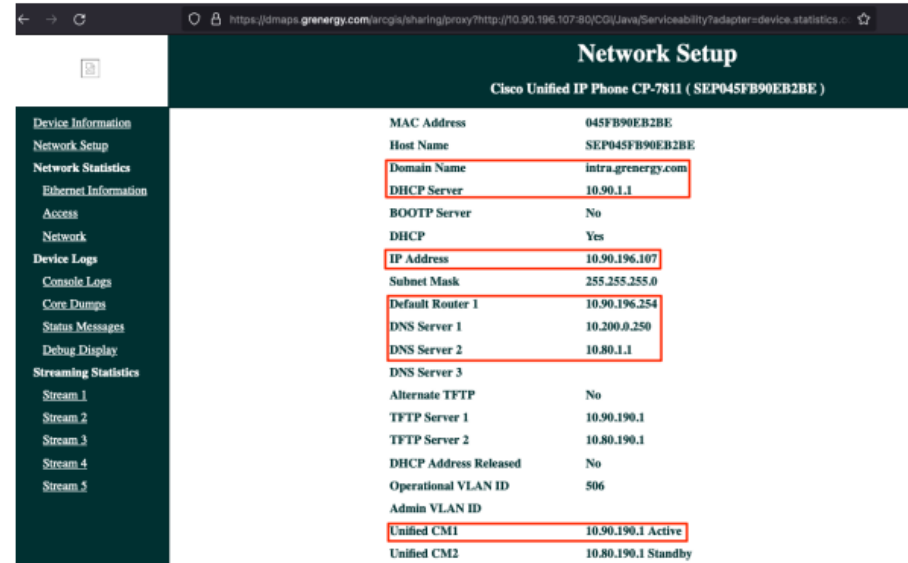 https://dmaps.grenergy.com/arcgis/sharing/proxy?http://10.90.196.107:80/CGI/Java/Serviceability?adapter=device.statistics.c
Network Setup
Cisco Unified IP Phone CP-7811 ( SEP045FB90EB2BE )
Device Information
Network Setup
Network Statistics
Ethernet Information
Access
Network
Device Logs
Console Logs
Core Dumps
Status Messages
Debug Display
Streaming Statistics
Stream 1
Stream 2
Stream 3
Stream 4
Stream 5
MAC Address 045FB90EB2BE
Host Name SEP045FB90EB2BE
Domain Name intra.grenergy.com
DHCP Server 10.90.1.1
BOOTP Server No
DHCP Yes
IP Address 10.90.196.107
Subnet Mask 255.255.255.0
Default Router 1 10.90.196.254
DNS Server 1 10.200.0.250
DNS Server 2 10.80.1.1
DNS Server 3
Alternate TFTP No
TFTP Server 1 10.90.190.1
TFTP Server 2 10.80.190.1
DHCP Address Released No
Operational VLAN ID 506
Admin VLAN ID
Unified CM1 10.90.190.1 Active
Unified CM2 10.80.190.1 Standby